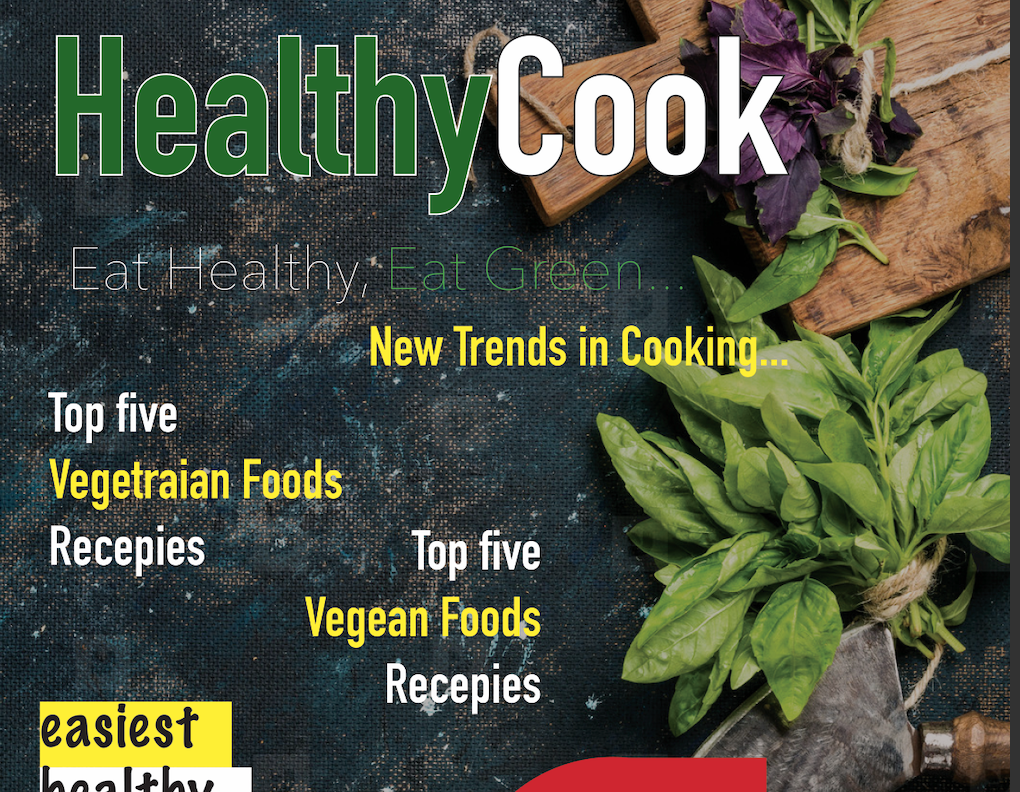 HealthyCook
Eat Healthy, Eat Green...
New Trends in Cooking...
Top five
Vegetraian Foods
Recepies
Top five
Vegean Foods
Recepies
easiest
healthy